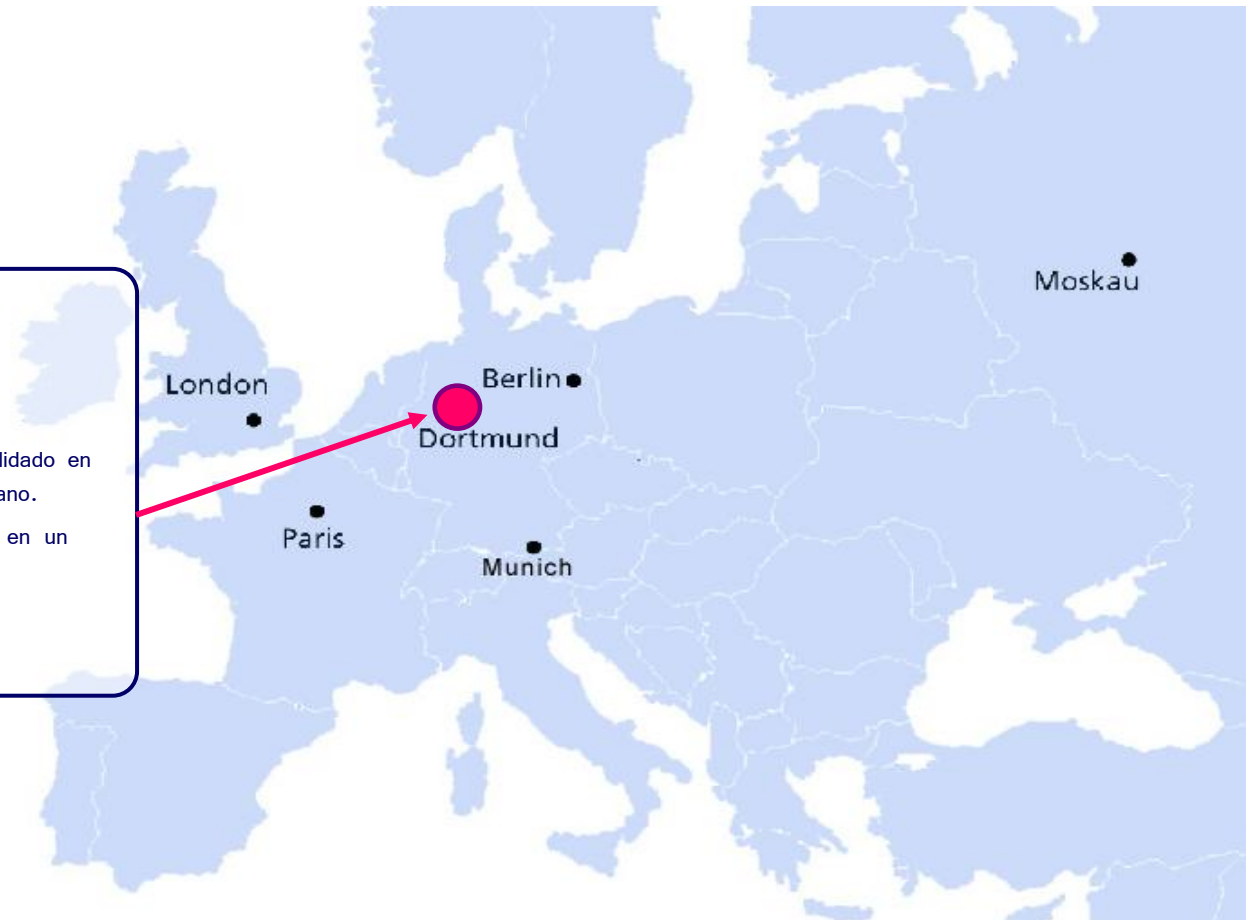 Moskau
London
Berlin
Dortmund
lidado en
ano.
en un
Paris
Munich